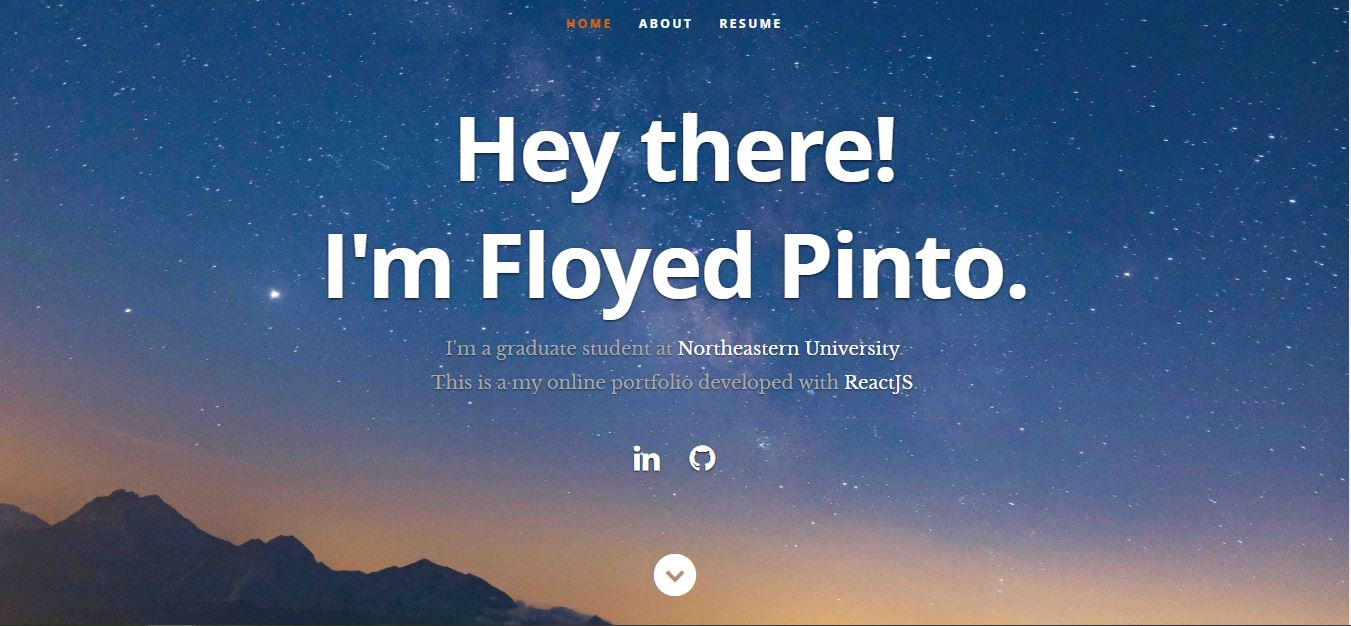 HOME ABOUT RESUME
Hey there!
I'm Floyed Pinto.
I'm a graduate student at Northeastern University.
This is a my online portfolio developed with ReactJS.
in